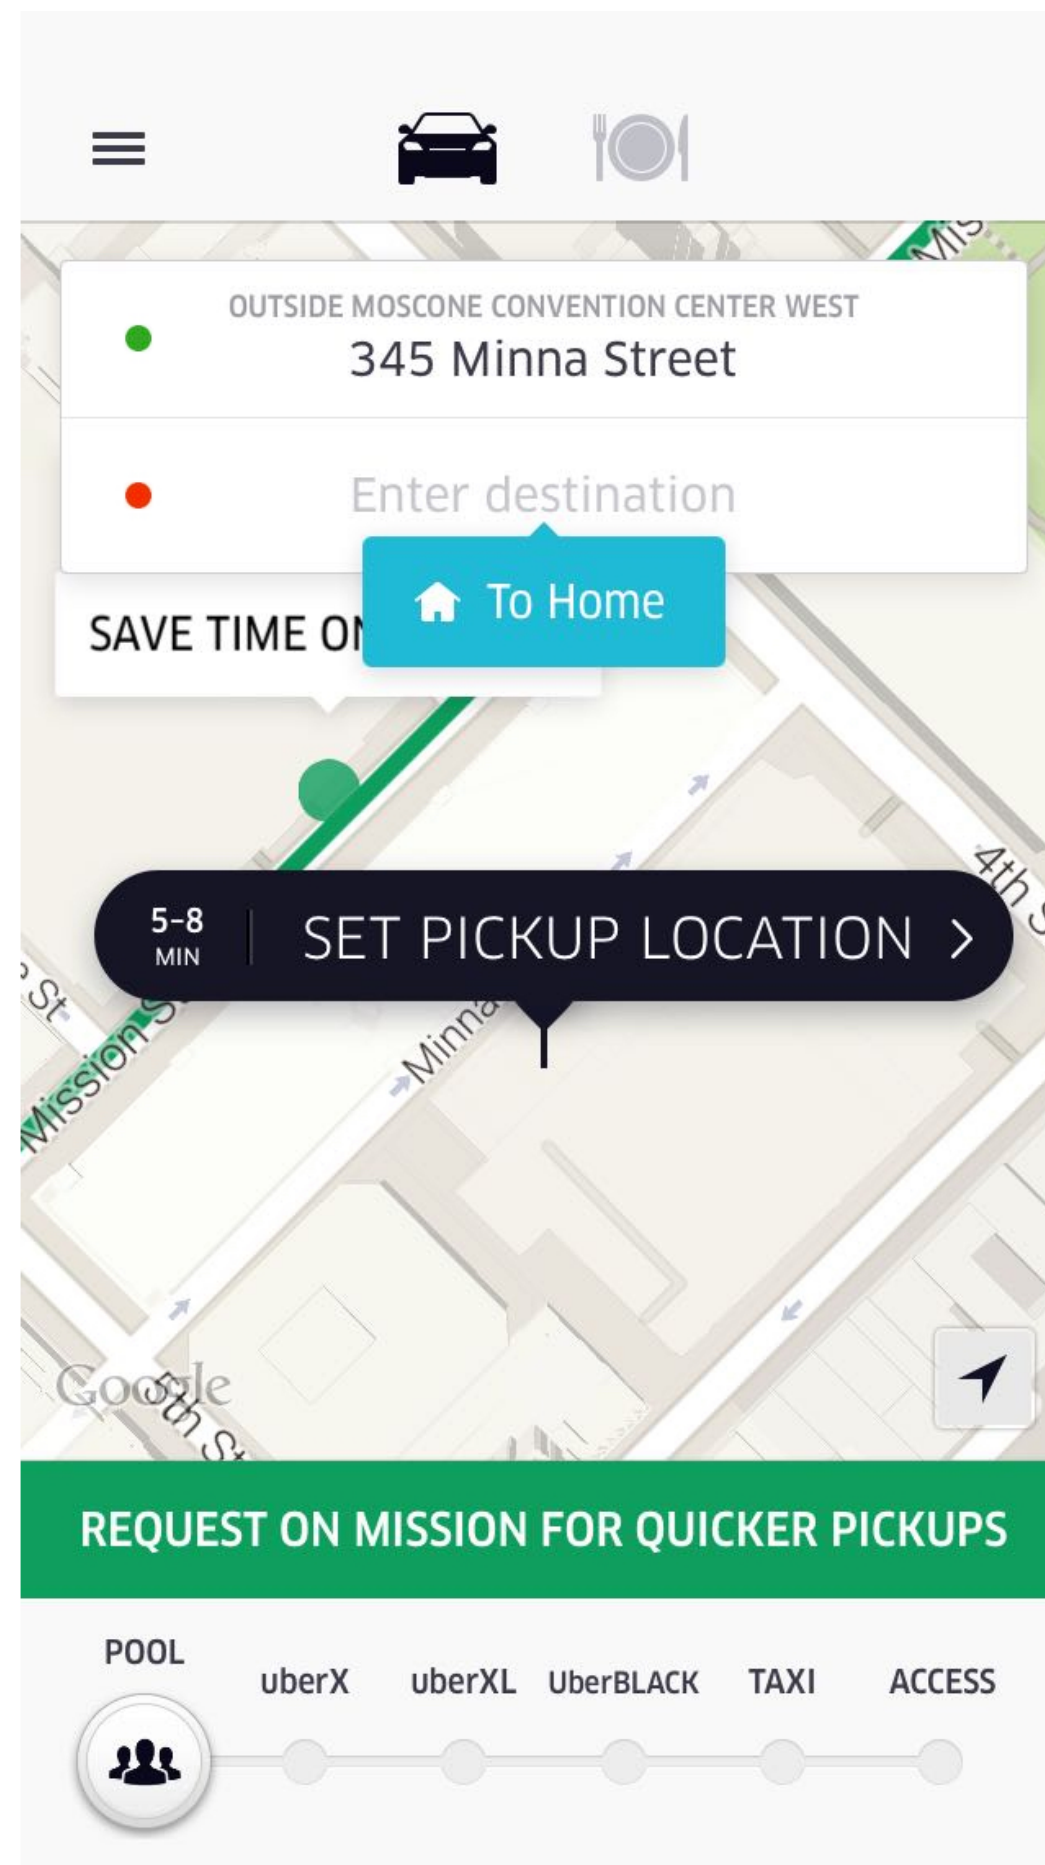 Mis
OUTSIDE MOSCONE CONVENTION CENTER WEST
345 Minna Street
Enter destination
To Home
SAVE TIME ON
4th S
5-8
MIN
SET PICKUP LOCATION
St
Mission S
Minna
Google
5th St
REQUEST ON MISSION FOR QUICKER PICKUPS
POOL
uberX
uberXL
UberBLACK
TAXI
ACCESS